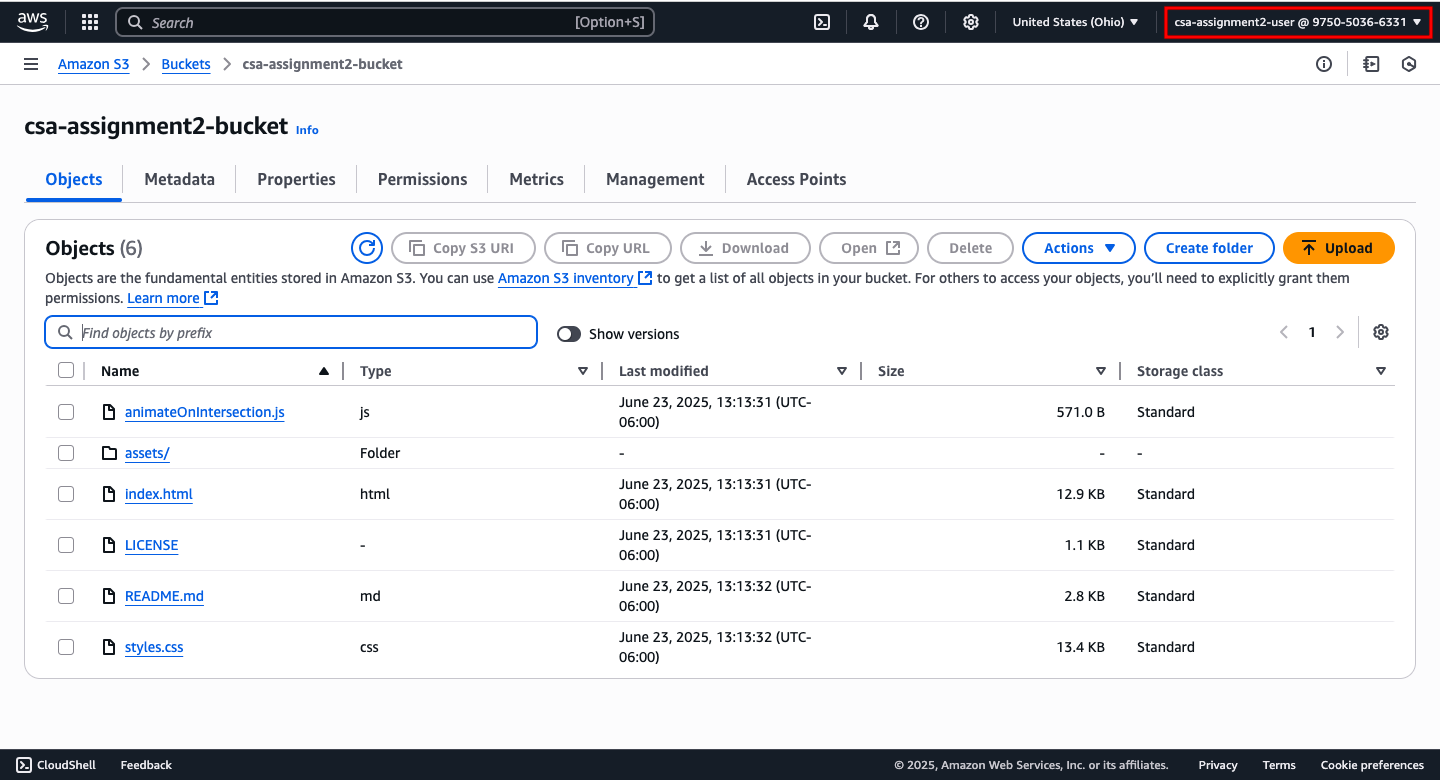 aws Search [Option+S] United States (Ohio) csa-assignment2-user @ 9750-5036-6331
Amazon S3 > Buckets > csa-assignment2-bucket
csa-assignment2-bucket Info
Objects Metadata Properties Permissions Metrics Management Access Points
Objects (6) Copy S3 URI Copy URL Download Open Delete Actions Create folder Upload
Objects are the fundamental entities stored in Amazon S3. You can use Amazon S3 inventory to get a list of all objects in your bucket. For others to access your objects, you'll need to explicitly grant them
permissions. Learn more
Find objects by prefix Show versions 1
Name Type Last modified Size Storage class
animateOnIntersection.js js June 23, 2025, 13:13:31 (UTC-
06:00) 571.0 B Standard
assets/ Folder - - -
index.html html June 23, 2025, 13:13:31 (UTC-
06:00) 12.9 KB Standard
LICENSE - June 23, 2025, 13:13:31 (UTC-
06:00) 1.1 KB Standard
README.md md June 23, 2025, 13:13:32 (UTC-
06:00) 2.8 KB Standard
styles.css css June 23, 2025, 13:13:32 (UTC-
06:00) 13.4 KB Standard
CloudShell Feedback © 2025, Amazon Web Services, Inc. or its affiliates. Privacy Terms Cookie preferences